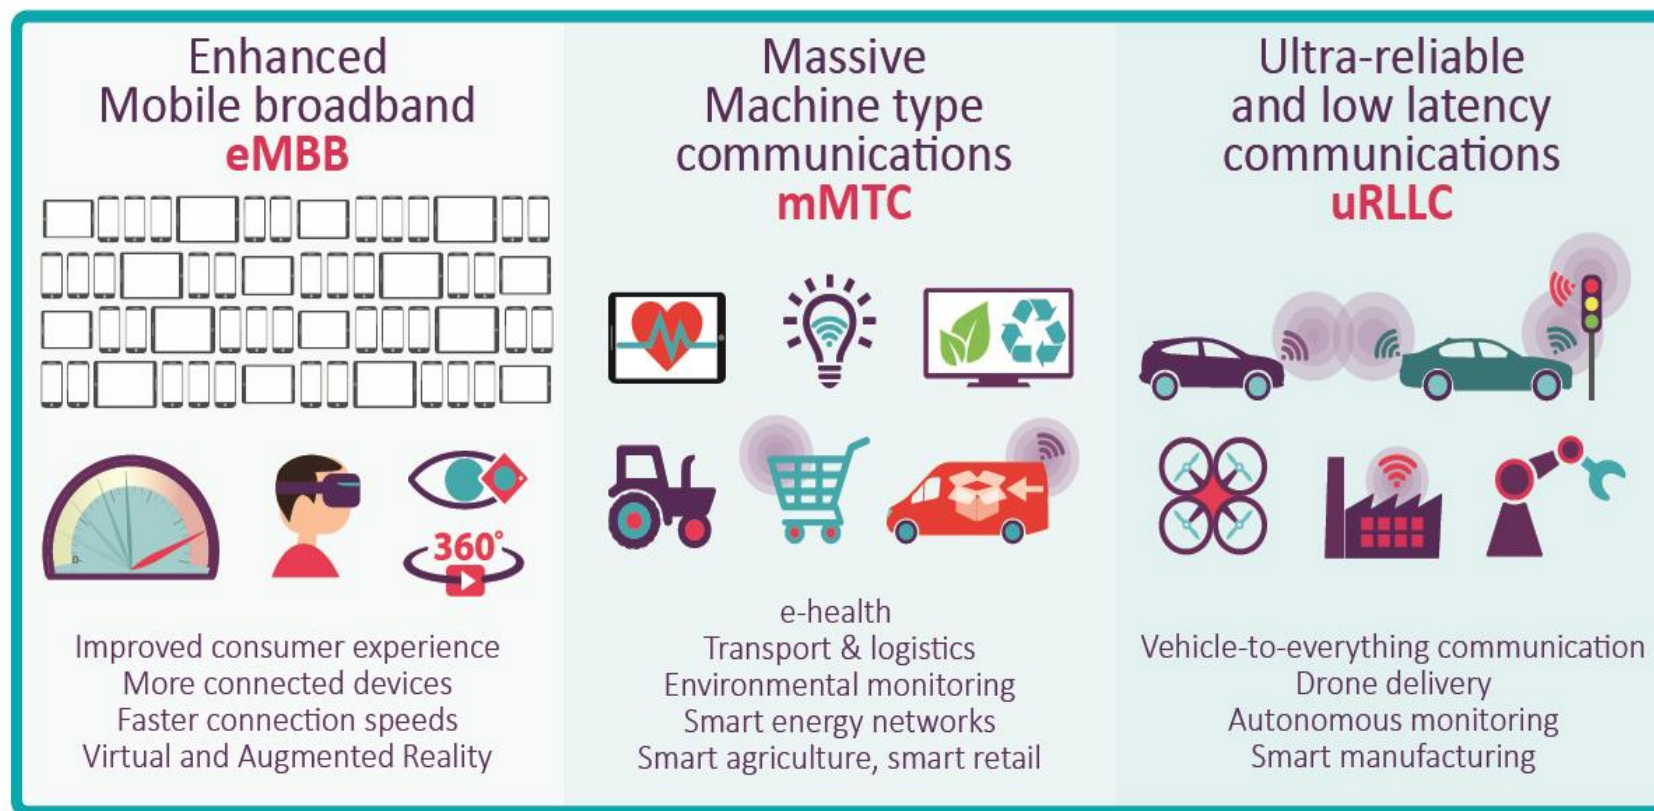 Enhanced
Mobile broadband
eMBB
0
360°
Improved consumer experience
More connected devices
Faster connection speeds
Virtual and Augmented Reality
Massive
Machine type
communications
mMTC
e-health
Transport & logistics
Environmental monitoring
Smart energy networks
Smart agriculture, smart retail
Ultra-reliable
and low latency
communications
uRLLC
Vehicle-to-everything communication
Drone delivery
Autonomous monitoring
Smart manufacturing